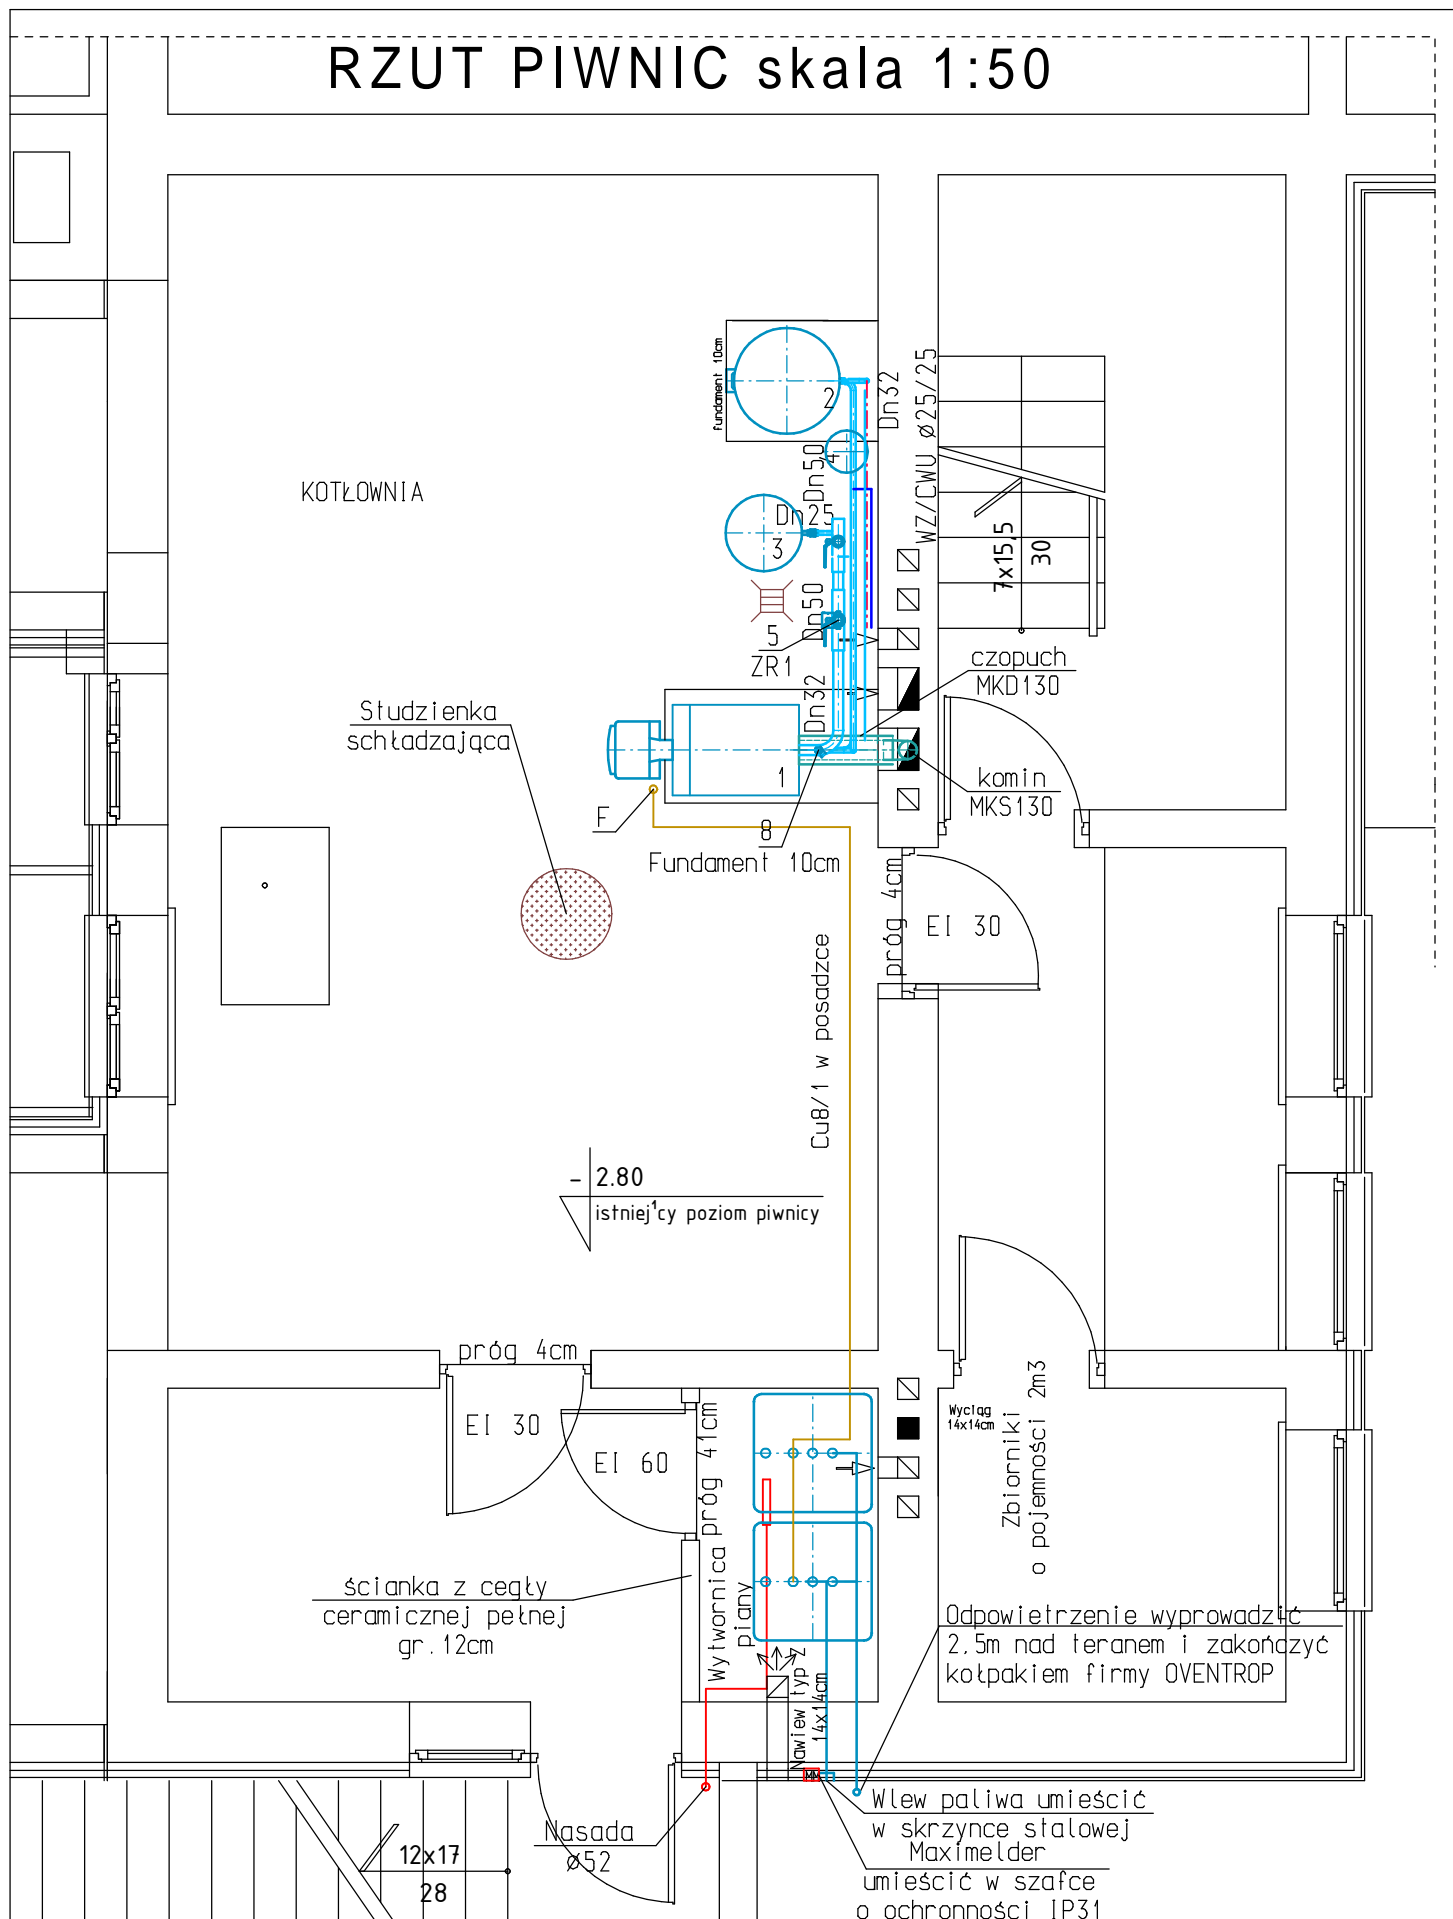 RZUT PIWNIC skala 1:50
fundament 10cm
2
Dn32
WZ/CWU ø25/25
4
Dn50
KOTŁOWNIA
Dn25
3
7x15,5
30
Dn50
5
ZR1
czopuch
MKD130
Dn32
Studzienka
schładzająca
1
komin
MKS130
F
8
Fundament 10cm
próg 4cm
EI 30
Cu8/1 w posadzce
- 2.80
istniej¹cy poziom piwnicy
próg 4cm
EI 30
EI 60
próg 41cm
Wyciąg
14x14cm
Zbiorniki
o pojemności 2m3
Wytwornica
piany
ścianka z cegły
ceramicznej pełnej
gr.12cm
Odpowietrzenie wyprowadzić
2,5m nad teranem i zakończyć
kołpakiem firmy OVENTROP
Nawiew typ Z
14x14cm
MM
Wlew paliwa umieścić
w skrzynce stalowej
Maximelder
umieścić w szafce
o ochronności IP31
Nasada
ø52
12x17
28